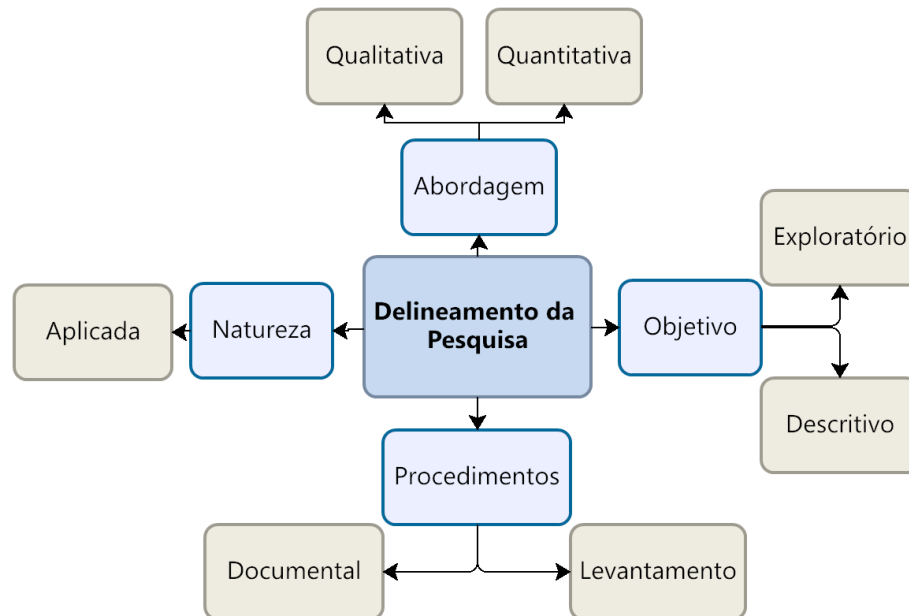 Qualitativa
Quantitativa
Abordagem
Exploratório
Delineamento da
Pesquisa
Aplicada
Natureza
Objetivo
Descritivo
Procedimentos
Documental
Levantamento